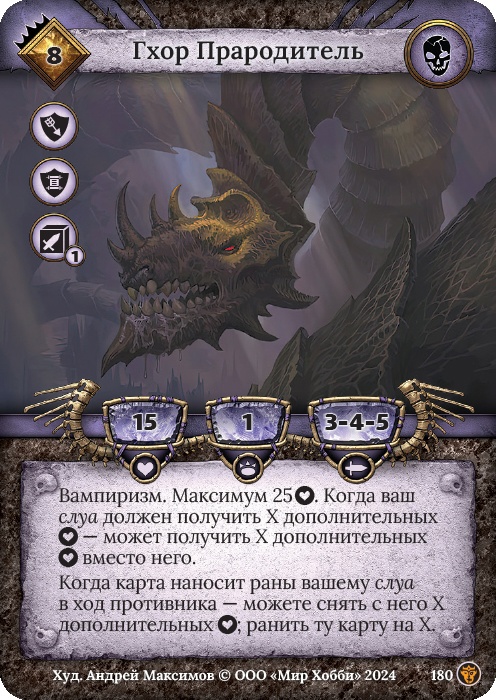 8
Гхор Прародитель
1
15
1
3-4-5
Вампиризм. Максимум 25. Когда ваш
слуа должен получить X дополнительных
— может получить X дополнительных
вместо него.
Когда карта наносит раны вашему слуа
в ход противника — можете снять с него X
дополнительных ; ранить ту карту на X.
Худ. Андрей Максимов © ООО «Мир Хобби» 2024
180